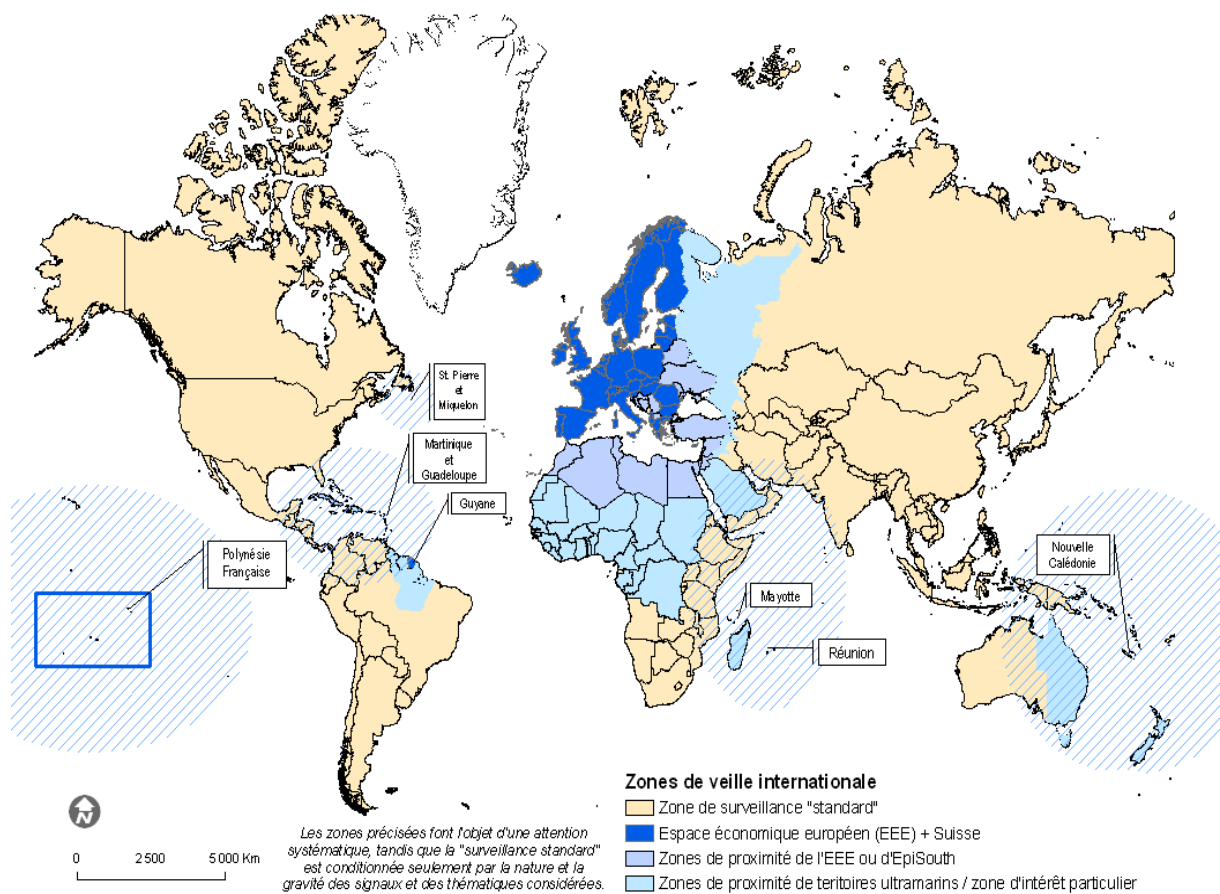 St. Pierre
et
Miquelon
Martinique
et
Guadeloupe
Guyane
Polynésie
Française
Nouvelle
Calédonie
Mayotte
Réunion
Zones de veille internationale
Zone de surveillance "standard"
Espace économique européen (EEE) + Suisse
Zones de proximité de l'EEE ou d'EpiSouth
Zones de proximité de teritoires ultramarins / zone d'intérêt particulier
N
0 2 500 5 000 Km
Les zones précisées font l'objet d'une attention
systématique, tandis que la "surveillance standard"
est conditionnée seulement par la nature et la
gravité des signaux et des thématiques considérées.